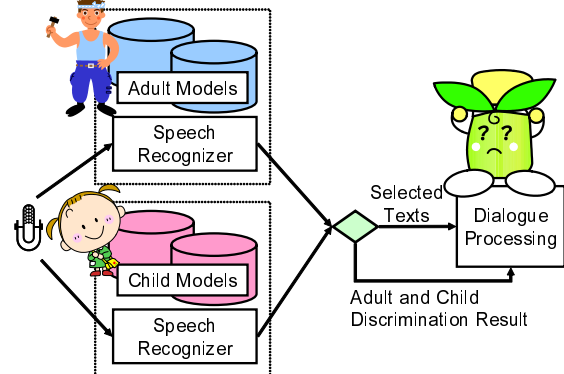 Adult Models
Speech
Recognizer
Child Models
Speech
Recognizer
Selected
Texts
Dialogue
Processing
Adult and Child
Discrimination Result
? ?